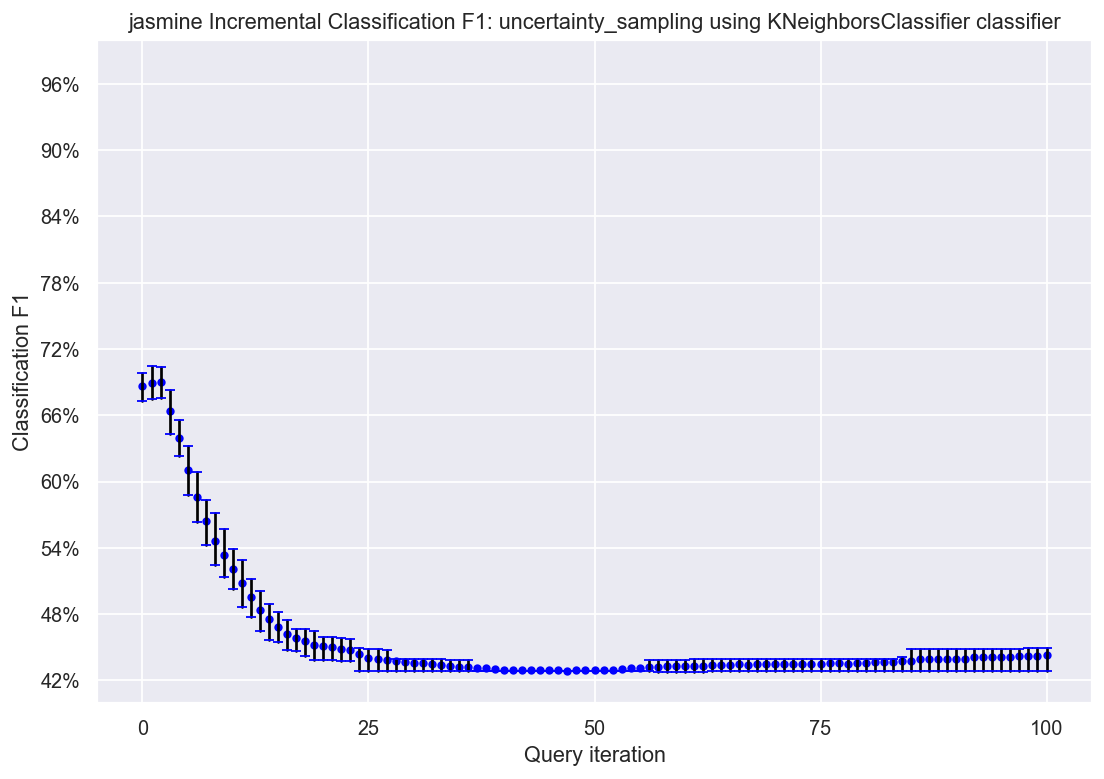 jasmine Incremental Classification F1: uncertainty_sampling using KNeighborsClassifier classifier
96%
90%
84%
78%
72%
66%
60%
54%
48%
42%
Classification F1
0 25 50 75 100
Query iteration